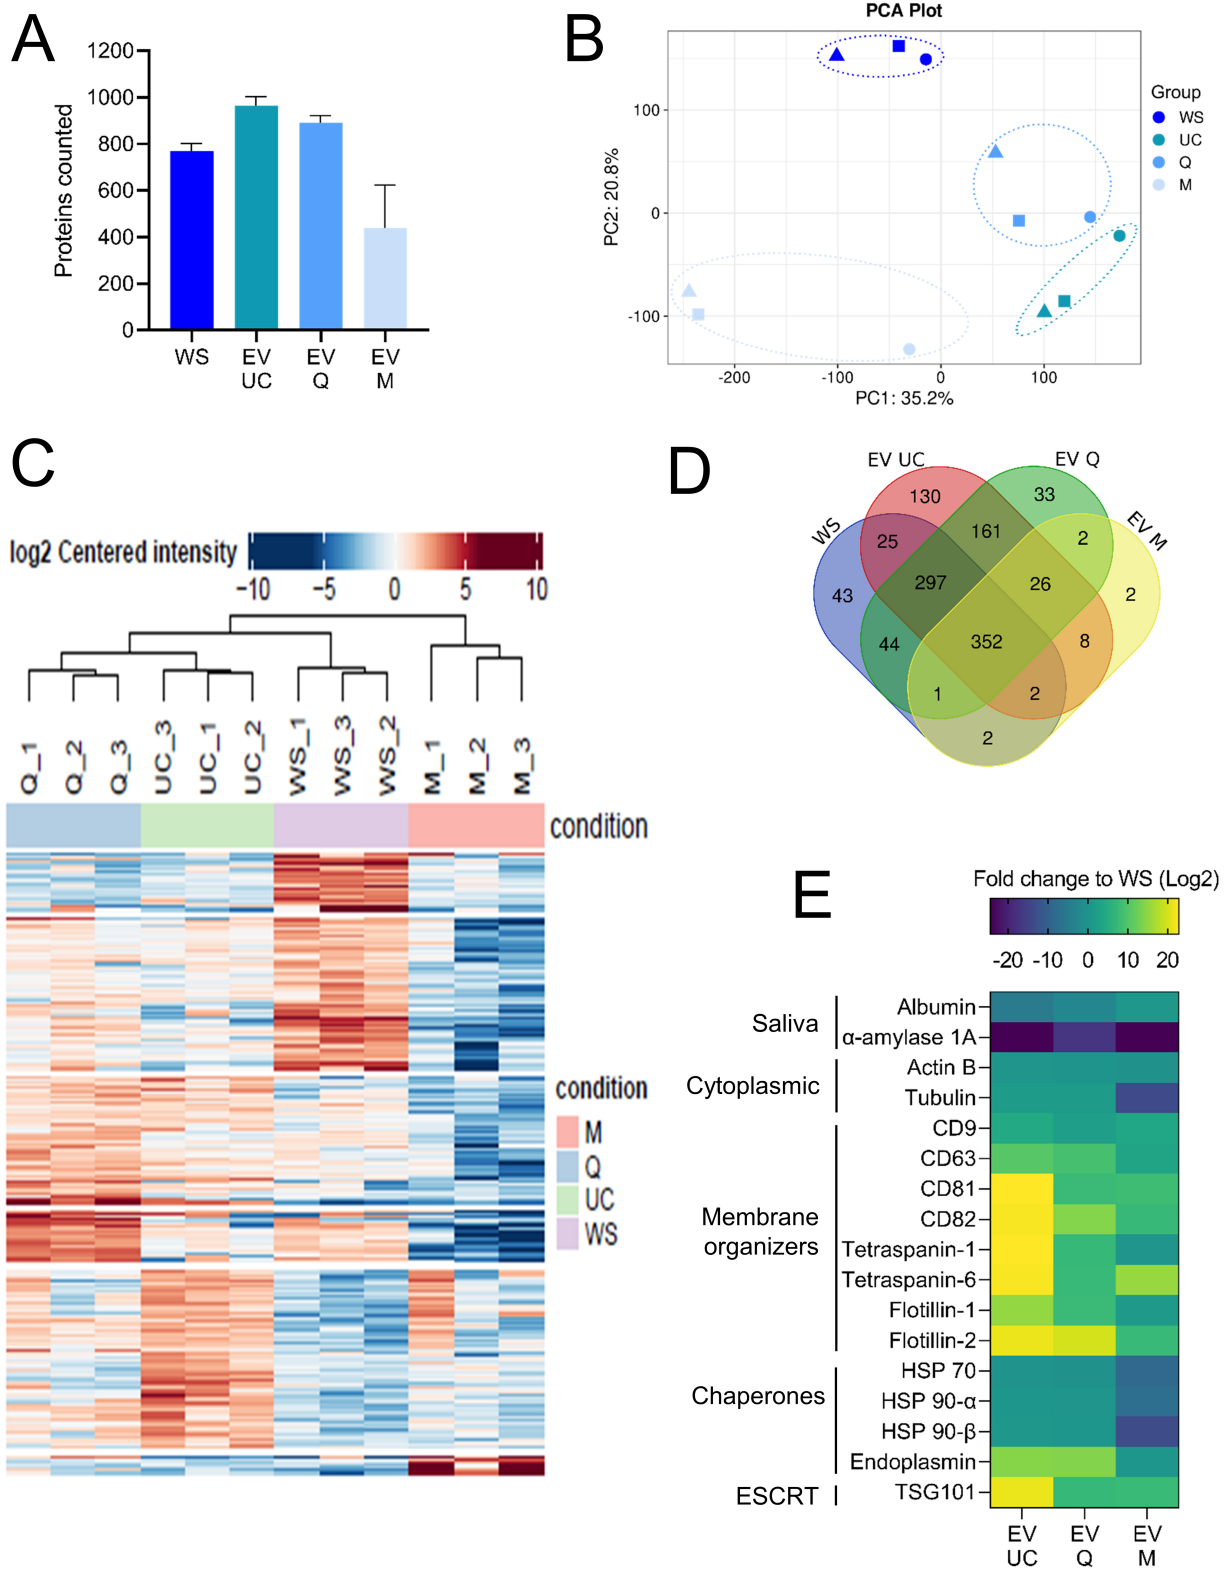 A
1200
1000
800
600
400
200
0
Proteins counted
WS
EV
UC
EV
Q
EV
M
B
PCA Plot
100
0
-100
PC2: 20.8%
-200
-100
0
100
PC1: 35.2%
Group
WS
UC
Q
M
C
log2 Centered intensity
−10
−5
0
5
10
Q_1
Q_2
Q_3
UC_3
UC_1
UC_2
WS_1
WS_3
WS_2
M_1
M_2
M_3
condition
condition
M
Q
UC
WS
D
EV UC
EV Q
WS
EV M
130
33
25
161
2
43
297
26
2
44
352
8
1
2
2
E
Fold change to WS (Log2)
-20 -10 0 10 20
Saliva
Albumin
α-amylase 1A
Cytoplasmic
Actin B
Tubulin
Membrane
organizers
CD9
CD63
CD81
CD82
Tetraspanin-1
Tetraspanin-6
Flotillin-1
Flotillin-2
Chaperones
HSP 70
HSP 90-α
HSP 90-β
Endoplasmin
ESCRT
TSG101
EV
UC
EV
Q
EV
M